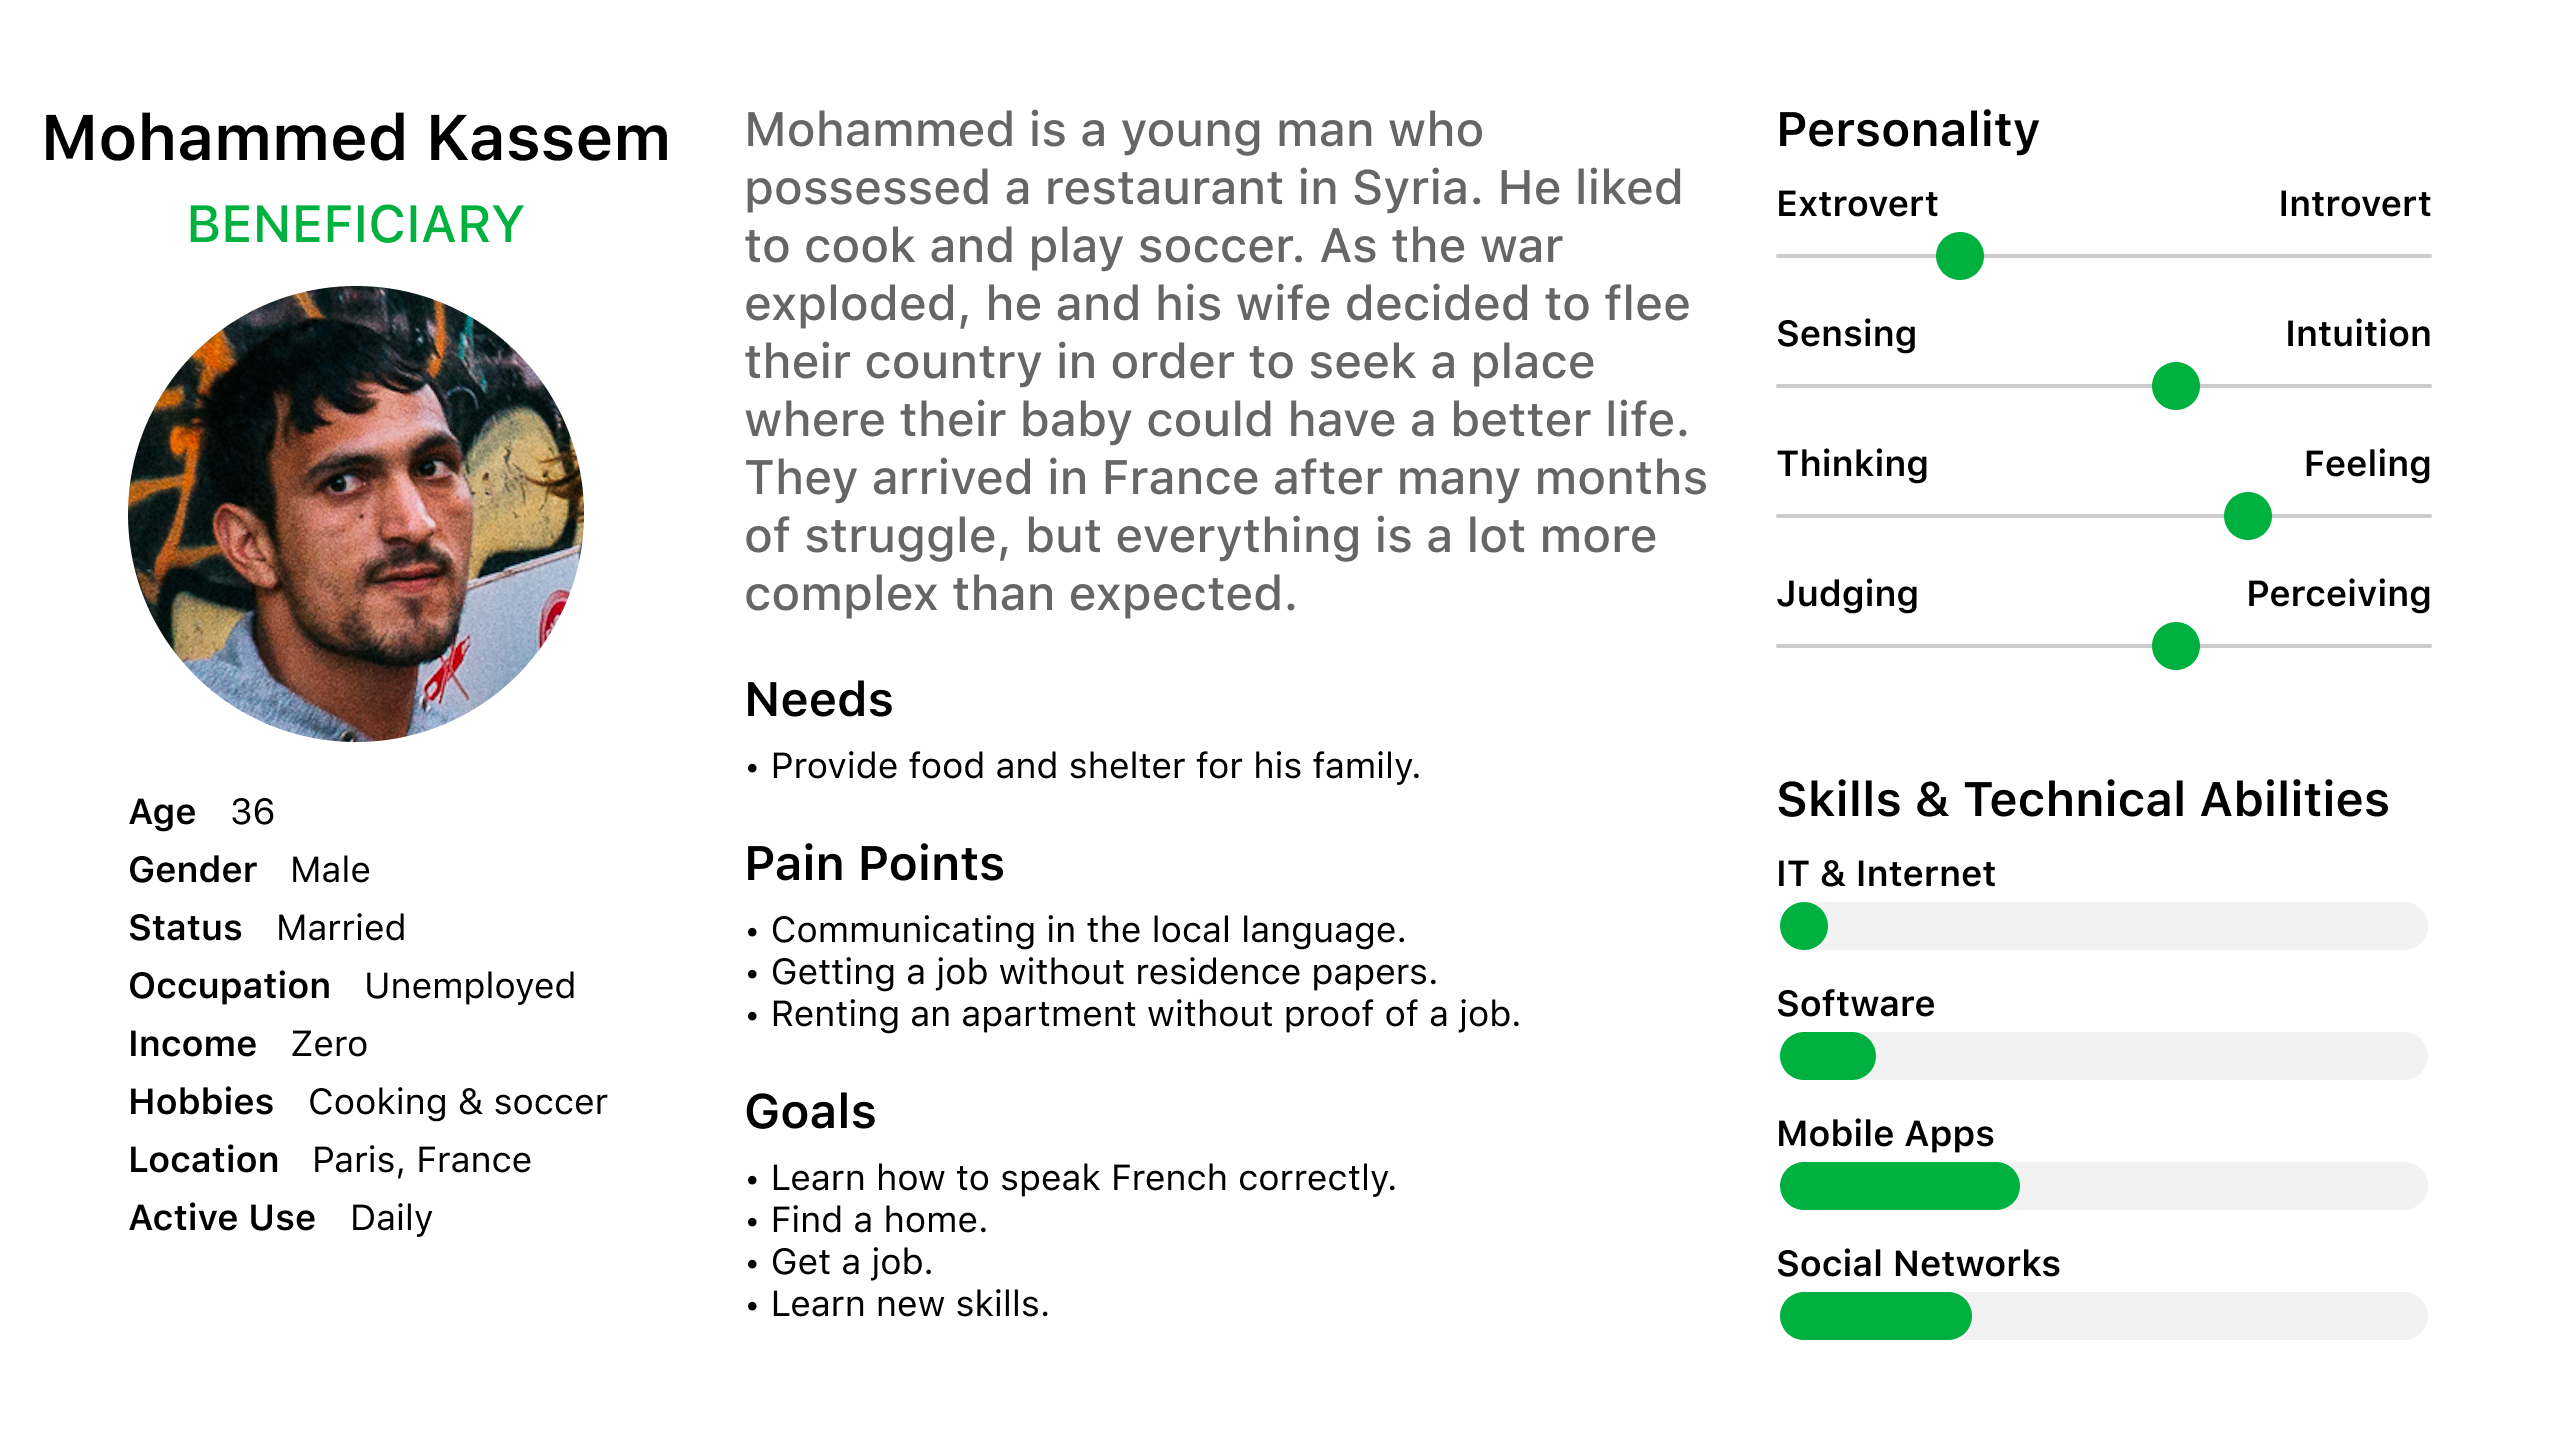 Mohammed Kassem
BENEFICIARY
Age 36
Gender Male
Status Married
Occupation Unemployed
Income Zero
Hobbies Cooking & soccer
Location Paris, France
Active Use Daily
Mohammed is a young man who
possessed a restaurant in Syria. He liked
to cook and play soccer. As the war
exploded, he and his wife decided to flee
their country in order to seek a place
where their baby could have a better life.
They arrived in France after many months
of struggle, but everything is a lot more
complex than expected.
Needs
• Provide food and shelter for his family.
Pain Points
• Communicating in the local language.
• Getting a job without residence papers.
• Renting an apartment without proof of a job.
Goals
• Learn how to speak French correctly.
• Find a home.
• Get a job.
• Learn new skills.
Personality
Extrovert Introvert
Sensing Intuition
Thinking Feeling
Judging Perceiving
Skills & Technical Abilities
IT & Internet
Software
Mobile Apps
Social Networks